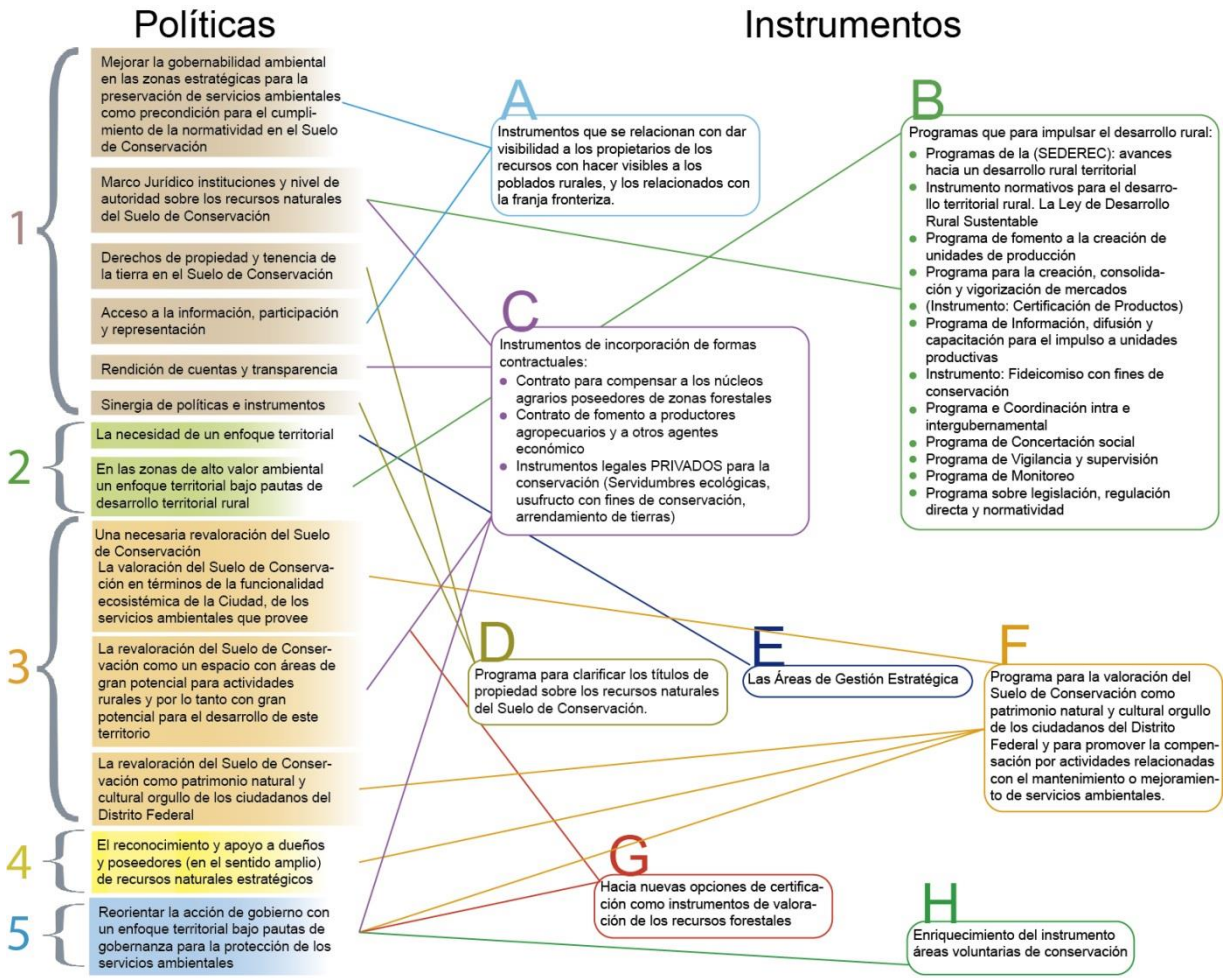 Políticas
Instrumentos
1
Mejorar la gobernabilidad ambiental
en las zonas estratégicas para la
preservación de servicios ambientales
como precondición para el cumpli-
miento de la normatividad en el Suelo
de Conservación
Marco Jurídico instituciones y nivel de
autoridad sobre los recursos naturales
del Suelo de Conservación
Derechos de propiedad y tenencia de
la tierra en el Suelo de Conservación
Acceso a la información, participación
y representación
Rendición de cuentas y transparencia
Sinergia de políticas e instrumentos
2
La necesidad de un enfoque territorial
En las zonas de alto valor ambiental
un enfoque territorial bajo pautas de
desarrollo territorial rural
3
Una necesaria revaloración del Suelo
de Conservación
La valoración del Suelo de Conserva-
ción en términos de la funcionalidad
ecosistémica de la Ciudad, de los
servicios ambientales que provee
La revaloración del Suelo de Conser-
vación como un espacio con áreas de
gran potencial para actividades
rurales y por lo tanto con gran
potencial para el desarrollo de este
territorio
La revaloración del Suelo de Conser-
vación como patrimonio natural y
cultural orgullo de los ciudadanos del
Distrito Federal
4
El reconocimiento y apoyo a dueños
y poseedores (en el sentido amplio)
de recursos naturales estratégicos
5
Reorientar la acción de gobierno con
un enfoque territorial bajo pautas de
gobernanza para la protección de los
servicios ambientales
A
Instrumentos que se relacionan con dar
visibilidad a los propietarios de los
recursos con hacer visibles a los
poblados rurales, y los relacionados con
la franja fronteriza.
B
Programas que para impulsar el desarrollo rural:
● Programas de la (SEDEREC): avances
hacia un desarrollo rural territorial
● Instrumento normativos para el desarro-
llo territorial rural. La Ley de Desarrollo
Rural Sustentable
● Programa de fomento a la creación de
unidades de producción
● Programa para la creación, consolida-
ción y vigorización de mercados
● (Instrumento: Certificación de Productos)
● Programa de Información, difusión y
capacitación para el impulso a unidades
productivas
● Instrumento: Fideicomiso con fines de
conservación
● Programa e Coordinación intra e
intergubernamental
● Programa de Concertación social
● Programa de Vigilancia y supervisión
● Programa de Monitoreo
● Programa sobre legislación, regulación
directa y normatividad
C
Instrumentos de incorporación de formas
contractuales:
● Contrato para compensar a los núcleos
agrarios poseedores de zonas forestales
● Contrato de fomento a productores
agropecuarios y a otros agentes
económico
● Instrumentos legales PRIVADOS para la
conservación (Servidumbres ecológicas,
usufructo con fines de conservación,
arrendamiento de tierras)
D
Programa para clarificar los títulos de
propiedad sobre los recursos naturales
del Suelo de Conservación.
E
Las Áreas de Gestión Estratégica
F
Programa para la valoración del
Suelo de Conservación como
patrimonio natural y cultural orgullo
de los ciudadanos del Distrito
Federal y para promover la compen-
sación por actividades relacionadas
con el mantenimiento o mejoramien-
to de servicios ambientales.
G
Hacia nuevas opciones de certifica-
ción como instrumentos de valora-
ción de los recursos forestales
H
Enriquecimiento del instrumento
áreas voluntarias de conservación